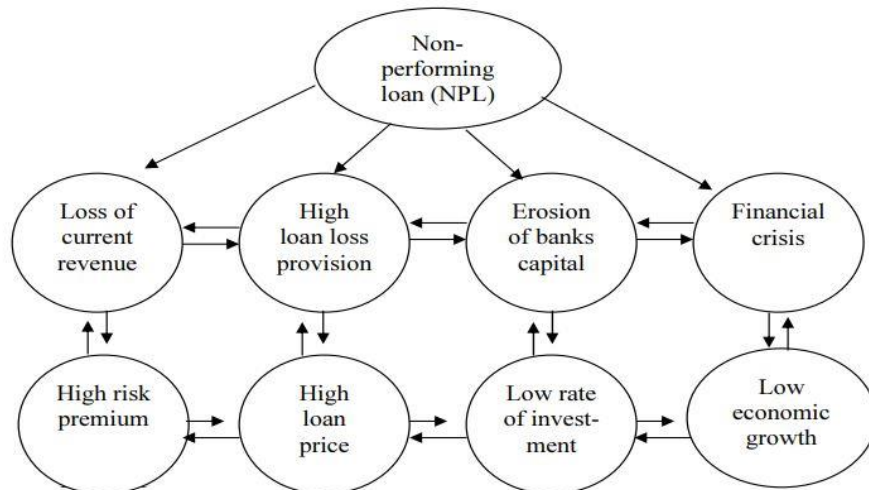 Non-
performing
loan (NPL)
Loss of
current
revenue
High
loan loss
provision
Erosion
of banks
capital
Financial
crisis
High risk
premium
High
loan
price
Low rate
of invest-
ment
Low
economic
growth